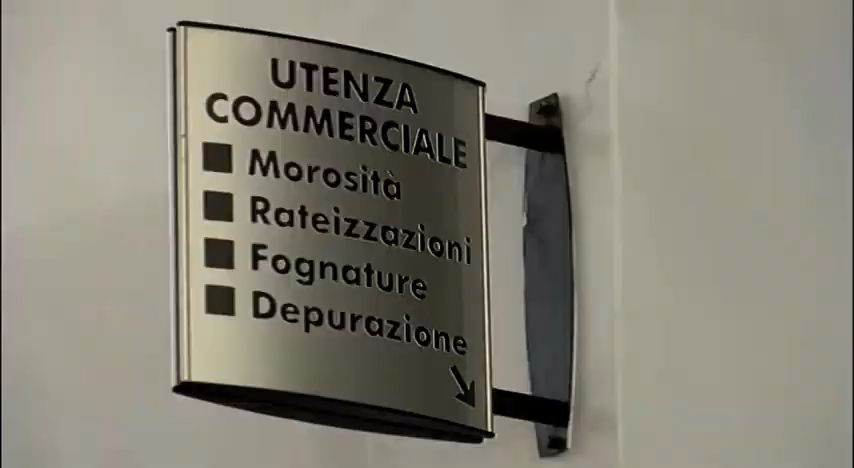 UTENZA
COMMERCIALE
Morosità
Rateizzazioni
Fognature
Depurazione